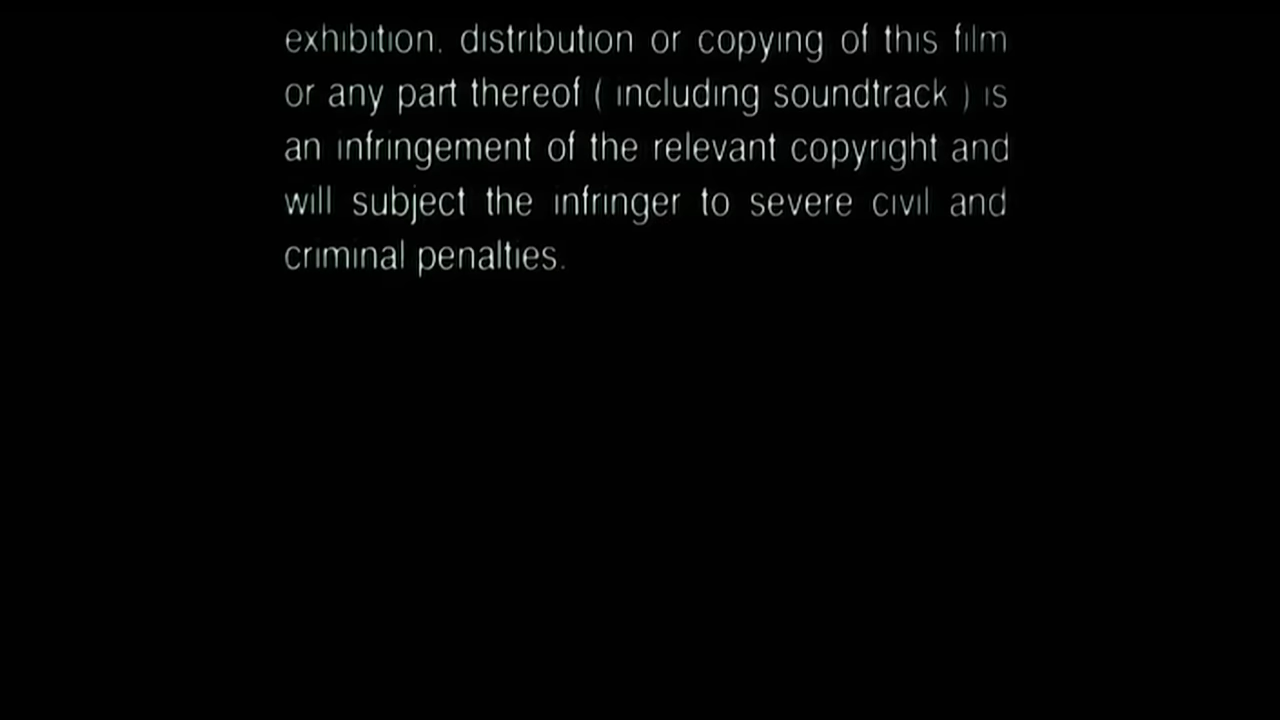 exhibition, distribution or copying of this film
or any part thereof ( including soundtrack ) is
an infringement of the relevant copyright and
will subject the infringer to severe civil and
criminal penalties.